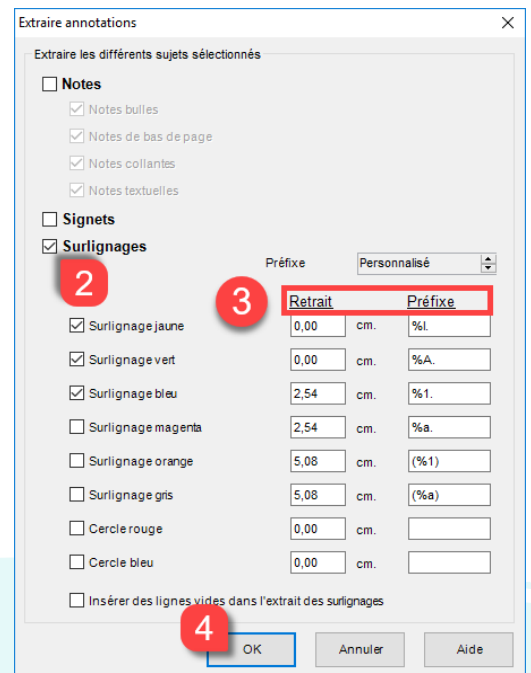 Extraire annotations
Extraire les différents sujets sélectionnés
Notes
Notes bulles
Notes de bas de page
Notes collantes
Notes textuelles
Signets
Surlignages
2
Préfixe Personnalisé
3
Retrait Préfixe
Surlignage jaune 0,00 cm. %I.
Surlignage vert 0,00 cm. %A.
Surlignage bleu 2,54 cm. %1.
Surlignage magenta 2,54 cm. %a.
Surlignage orange 5,08 cm. (%1)
Surlignage gris 5,08 cm. (%a)
Cercle rouge 0,00 cm.
Cercle bleu 0,00 cm.
Insérer des lignes vides dans l'extrait des surlignages
4
OK Annuler Aide